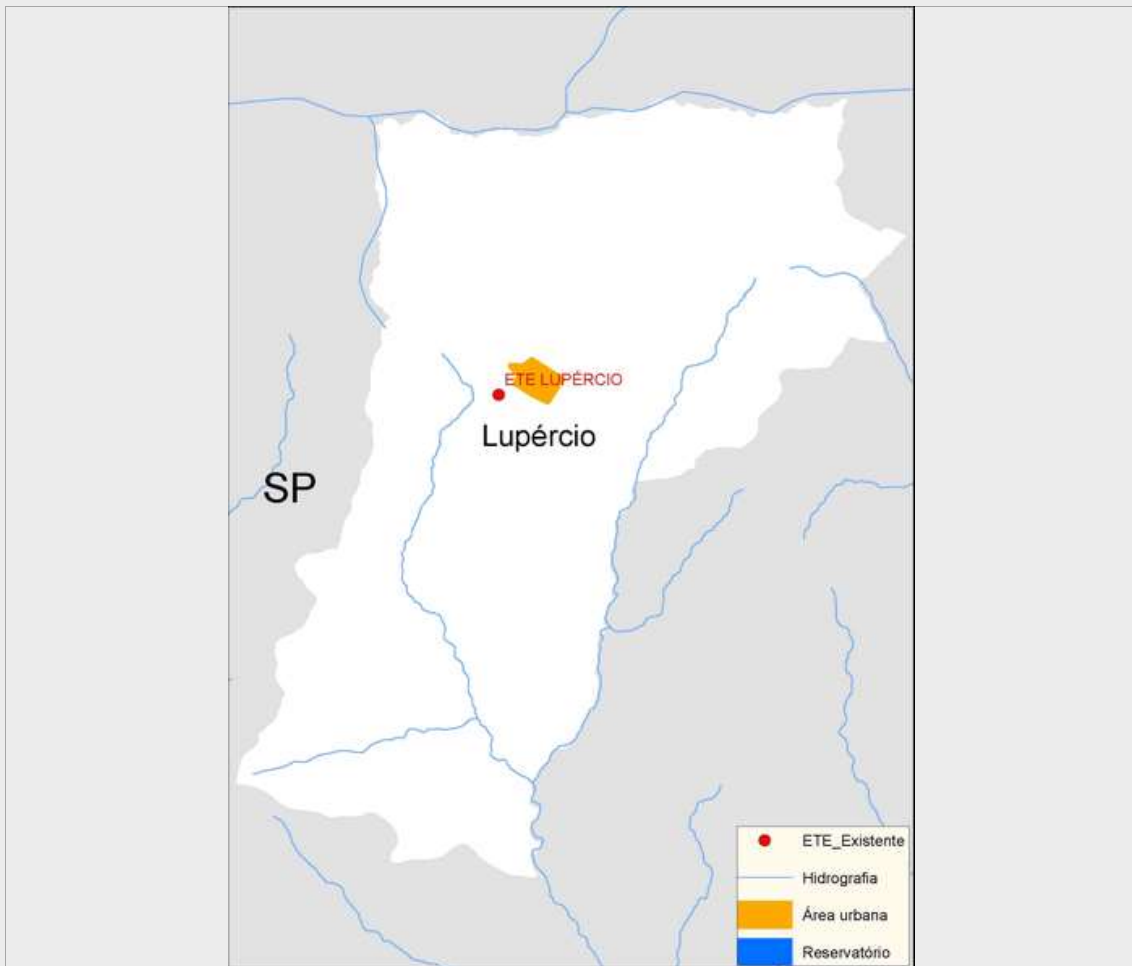 ETE LUPÉRCIO
Lupércio
SP
ETE_Existente
Hidrografia
Área urbana
Reservatório